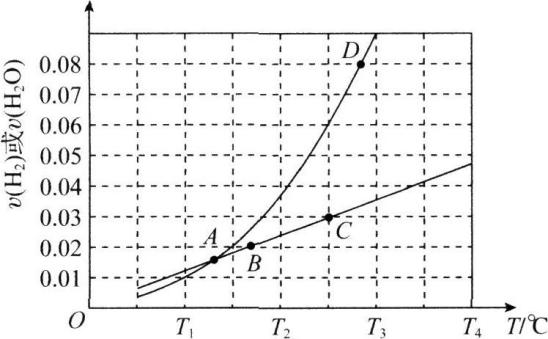 v(H₂)或v(H₂O)
0.08
0.07
0.06
0.05
0.04
0.03
0.02
0.01
O
T₁
T₂
T₃
T₄
T/℃
A
B
C
D